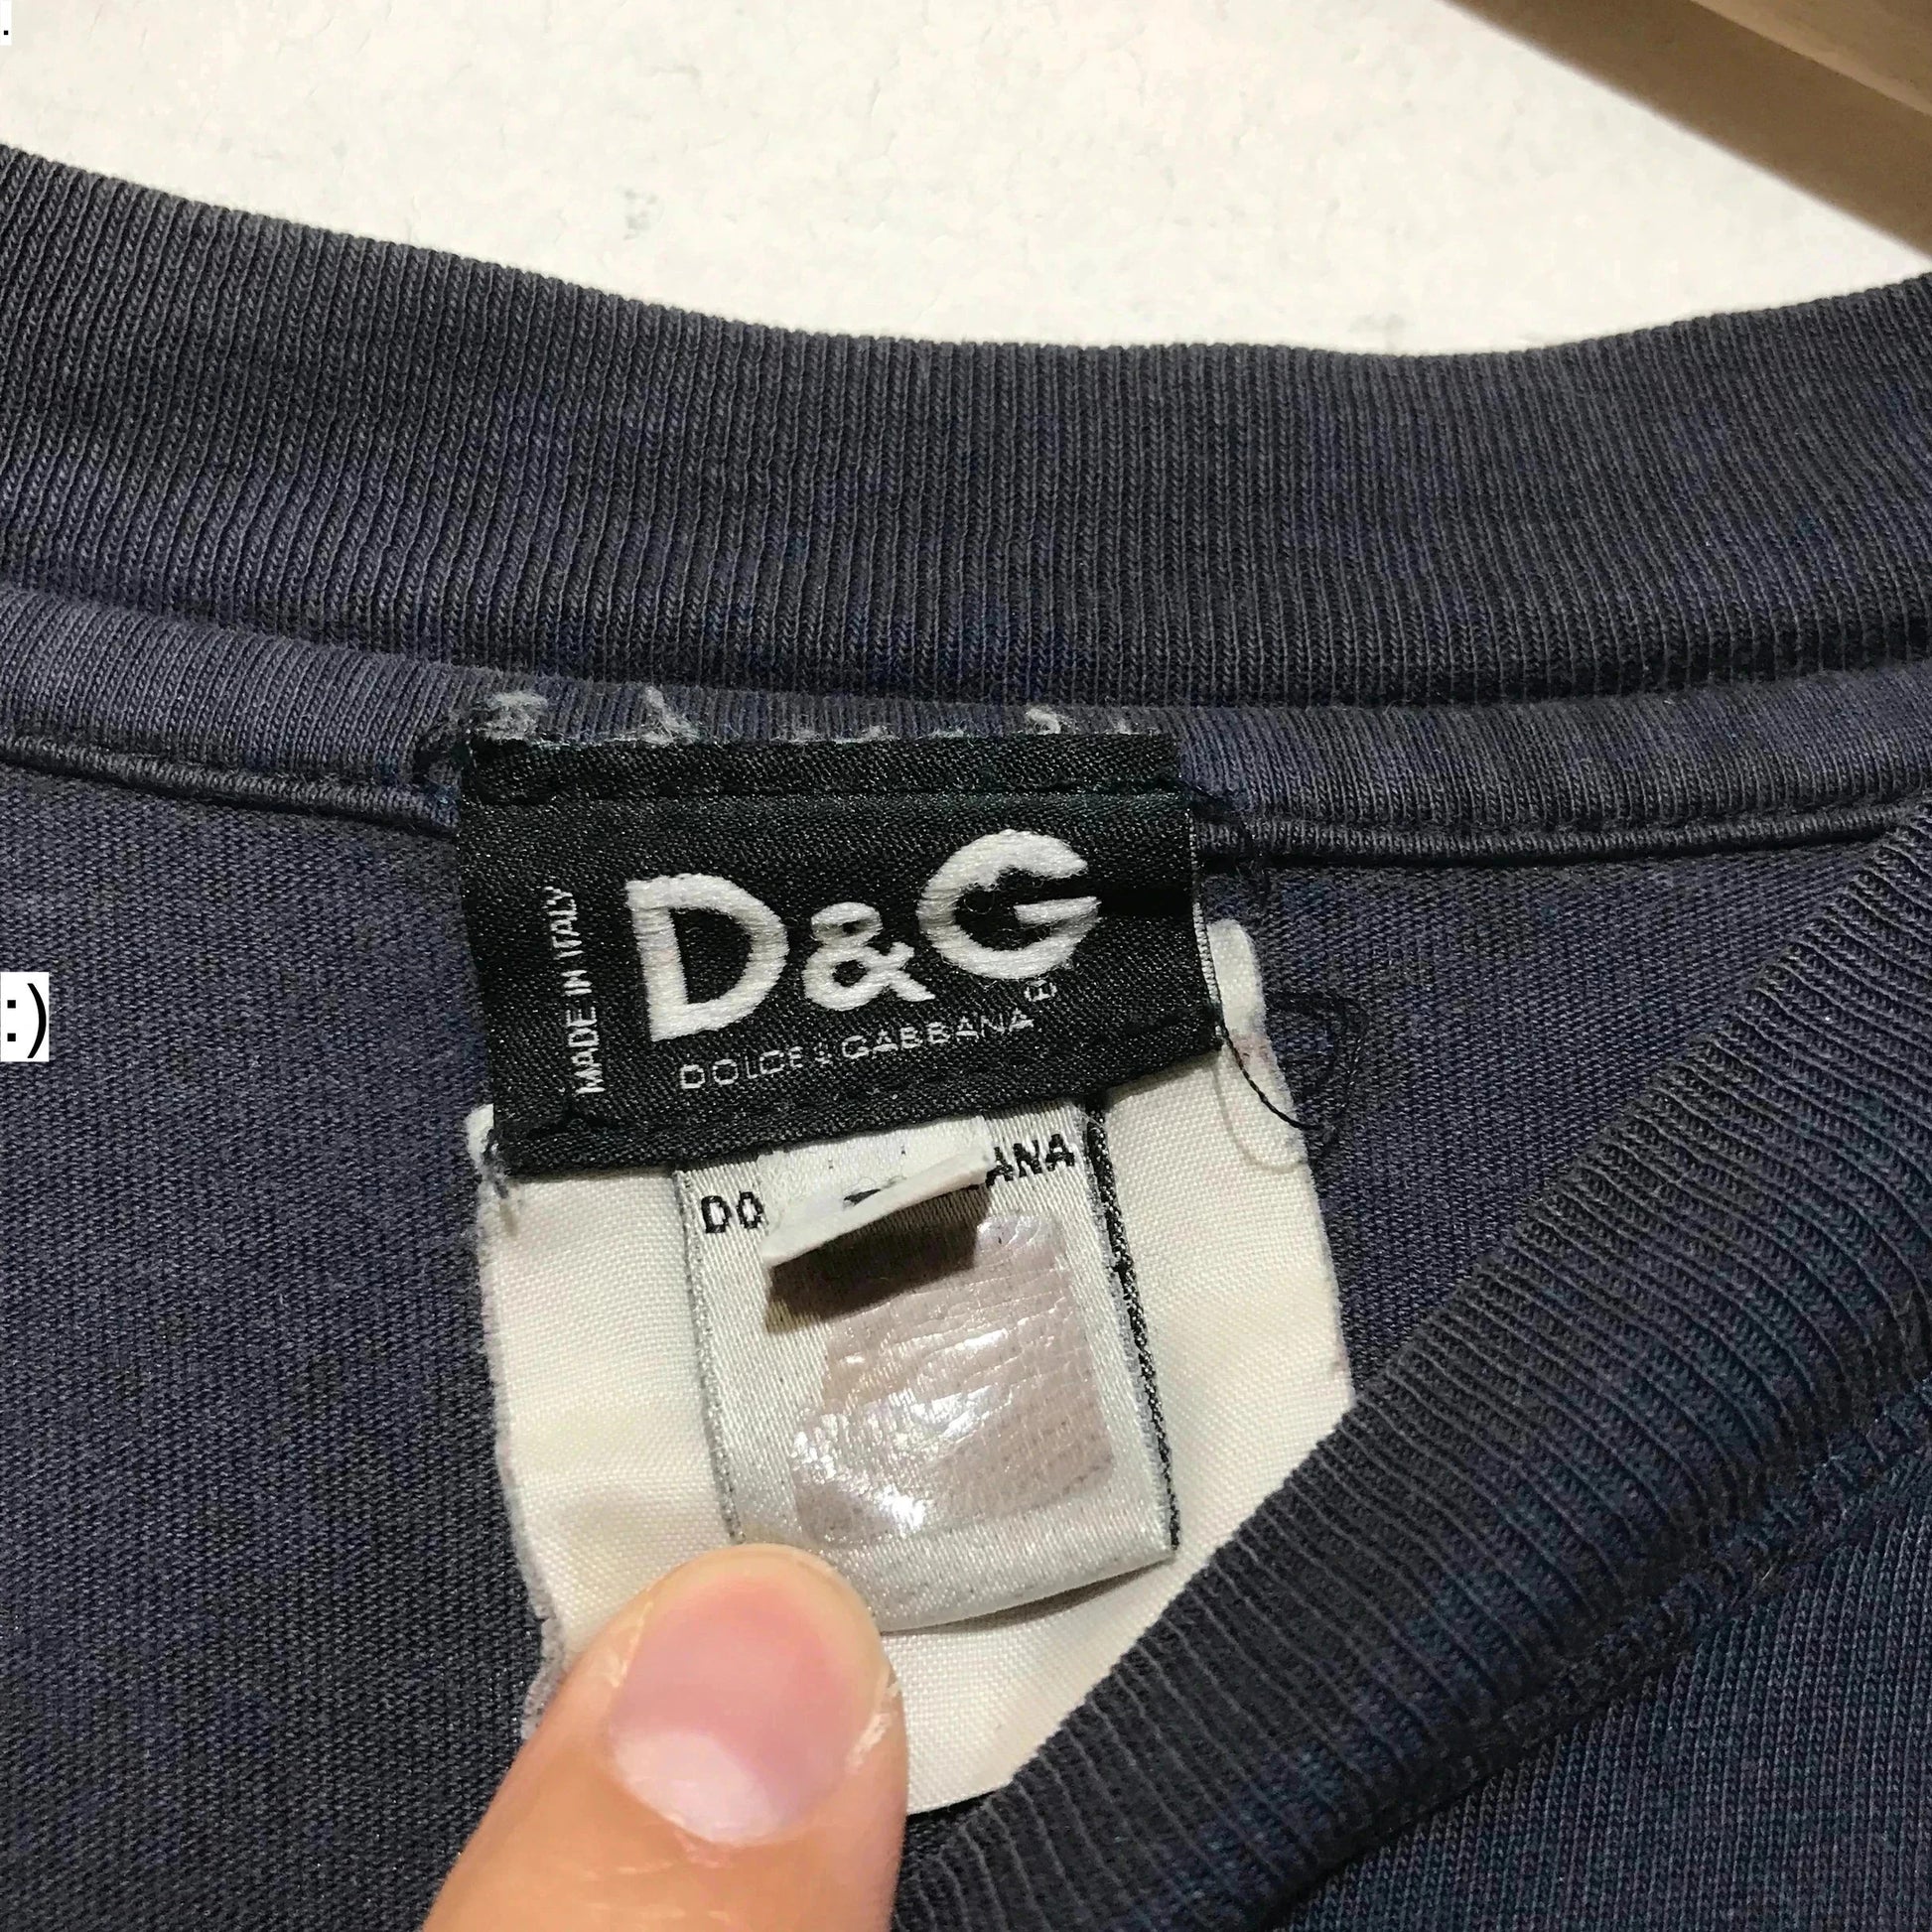 .
:)
MADE IN ITALY
D&G
®
DOLCE & GABBANA
DO ANA